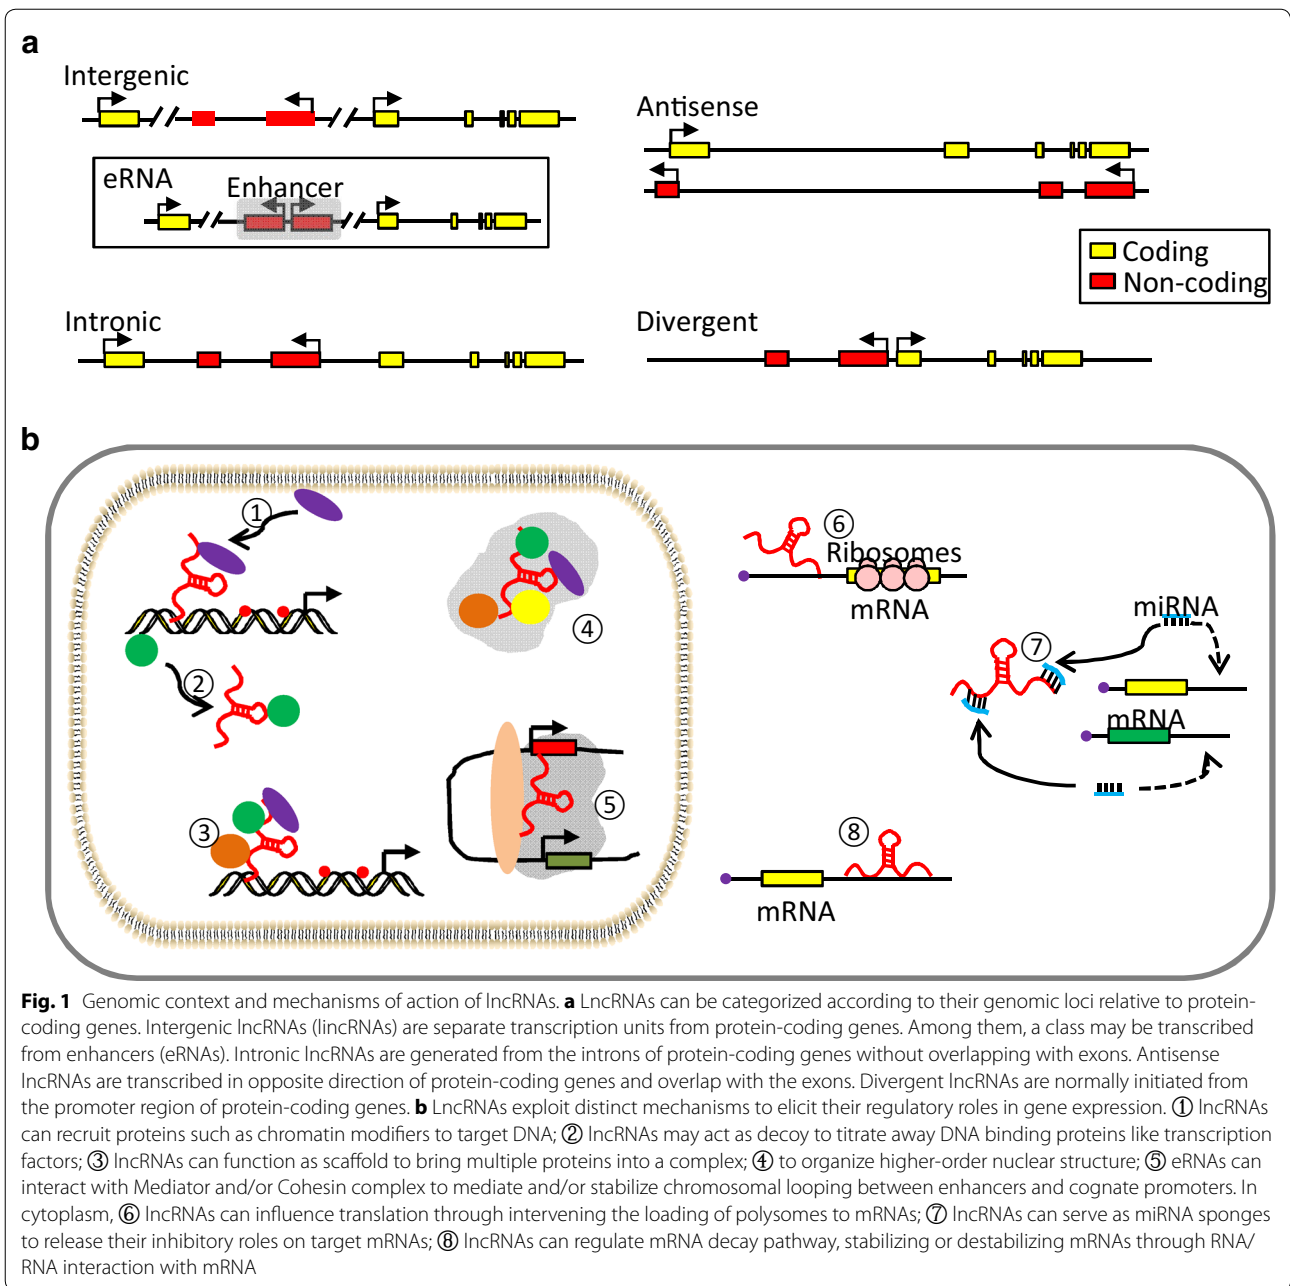 a
Intergenic
eRNA
Enhancer
Antisense
Coding
Non-coding
Intronic
Divergent
b
①
②
③
④
⑤
⑥
Ribosomes
mRNA
miRNA
⑦
mRNA
⑧
mRNA
Fig. 1 Genomic context and mechanisms of action of lncRNAs. a LncRNAs can be categorized according to their genomic loci relative to protein-
coding genes. Intergenic lncRNAs (lincRNAs) are separate transcription units from protein-coding genes. Among them, a class may be transcribed
from enhancers (eRNAs). Intronic lncRNAs are generated from the introns of protein-coding genes without overlapping with exons. Antisense
lncRNAs are transcribed in opposite direction of protein-coding genes and overlap with the exons. Divergent lncRNAs are normally initiated from
the promoter region of protein-coding genes. b LncRNAs exploit distinct mechanisms to elicit their regulatory roles in gene expression. ① lncRNAs
can recruit proteins such as chromatin modifiers to target DNA; ② lncRNAs may act as decoy to titrate away DNA binding proteins like transcription
factors; ③ lncRNAs can function as scaffold to bring multiple proteins into a complex; ④ to organize higher-order nuclear structure; ⑤ eRNAs can
interact with Mediator and/or Cohesin complex to mediate and/or stabilize chromosomal looping between enhancers and cognate promoters. In
cytoplasm, ⑥ lncRNAs can influence translation through intervening the loading of polysomes to mRNAs; ⑦ lncRNAs can serve as miRNA sponges
to release their inhibitory roles on target mRNAs; ⑧ lncRNAs can regulate mRNA decay pathway, stabilizing or destabilizing mRNAs through RNA/
RNA interaction with mRNA